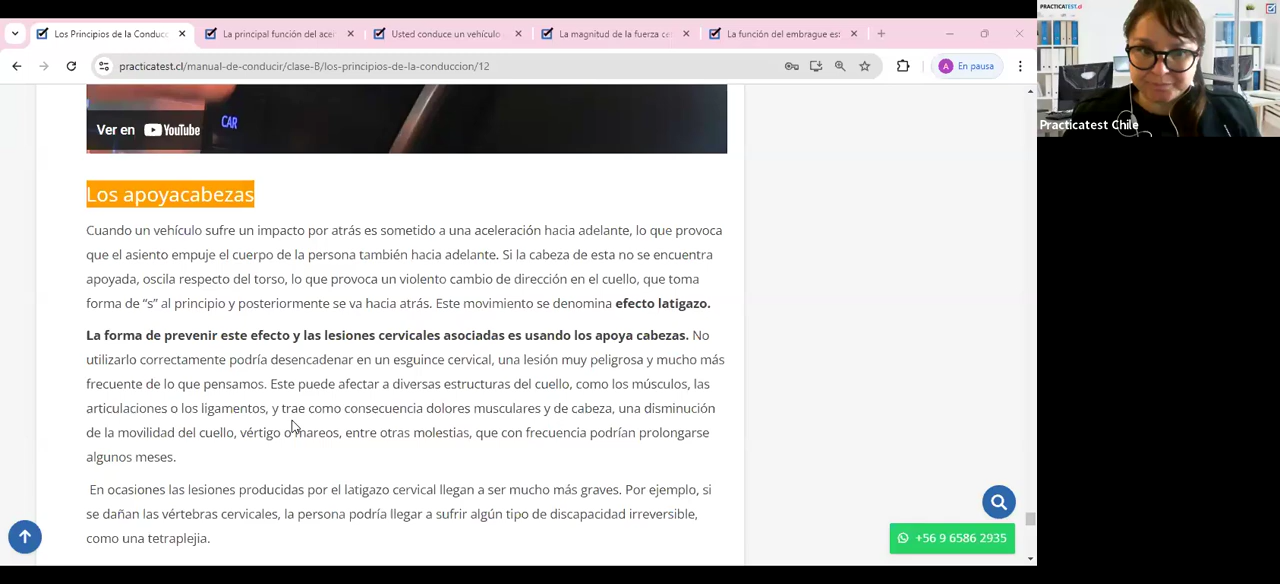 Los Principios de la Conducc
La principal función del ace
Usted conduce un vehículo
La magnitud de la fuerza ce
La función del embrague es:
practicatest.cl/manual-de-conducir/clase-B/los-principios-de-la-conduccion/12
A En pausa
PRACTICATEST.cl
Practicatest Chile
Ver en YouTube
CAR
Los apoyacabezas
Cuando un vehículo sufre un impacto por atrás es sometido a una aceleración hacia adelante, lo que provoca
que el asiento empuje el cuerpo de la persona también hacia adelante. Si la cabeza de esta no se encuentra
apoyada, oscila respecto del torso, lo que provoca un violento cambio de dirección en el cuello, que toma
forma de “s” al principio y posteriormente se va hacia atrás. Este movimiento se denomina efecto latigazo.
La forma de prevenir este efecto y las lesiones cervicales asociadas es usando los apoya cabezas. No
utilizarlo correctamente podría desencadenar en un esguince cervical, una lesión muy peligrosa y mucho más
frecuente de lo que pensamos. Este puede afectar a diversas estructuras del cuello, como los músculos, las
articulaciones o los ligamentos, y trae como consecuencia dolores musculares y de cabeza, una disminución
de la movilidad del cuello, vértigo o mareos, entre otras molestias, que con frecuencia podrían prolongarse
algunos meses.
En ocasiones las lesiones producidas por el latigazo cervical llegan a ser mucho más graves. Por ejemplo, si
se dañan las vértebras cervicales, la persona podría llegar a sufrir algún tipo de discapacidad irreversible,
como una tetraplejia.
+56 9 6586 2935